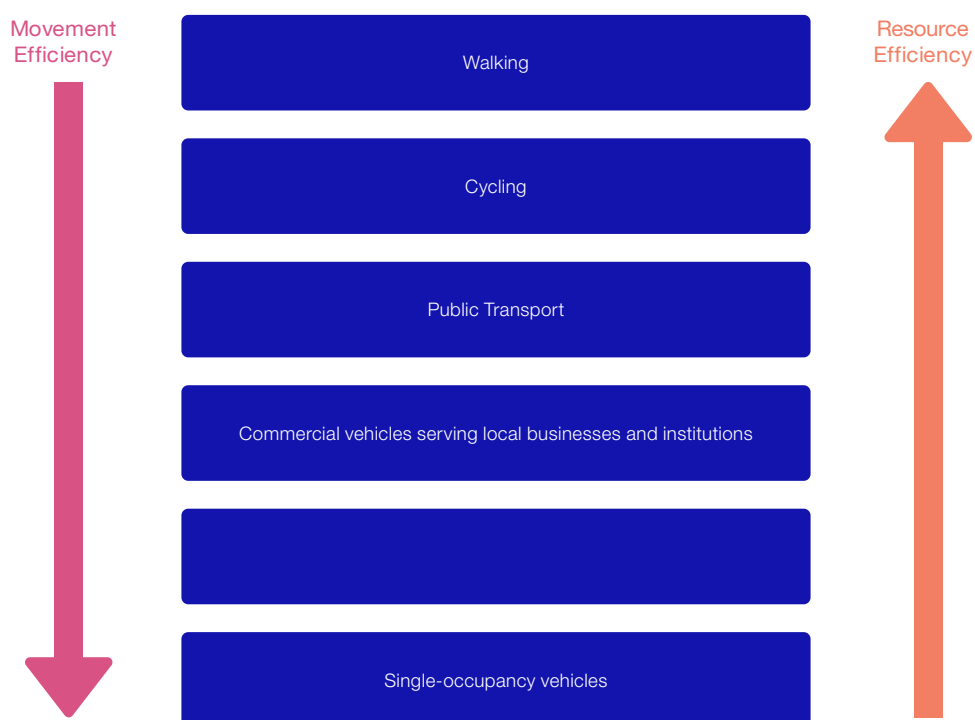 Movement
Efficiency
Resource
Efficiency
Walking
Cycling
Public Transport
Commercial vehicles serving local businesses and institutions
Single-occupancy vehicles